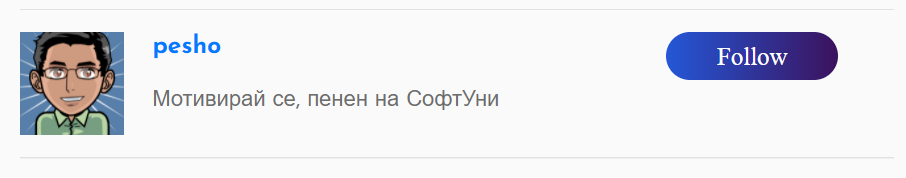 pesho
Follow
Мотивирай се, пенен на СофтУни